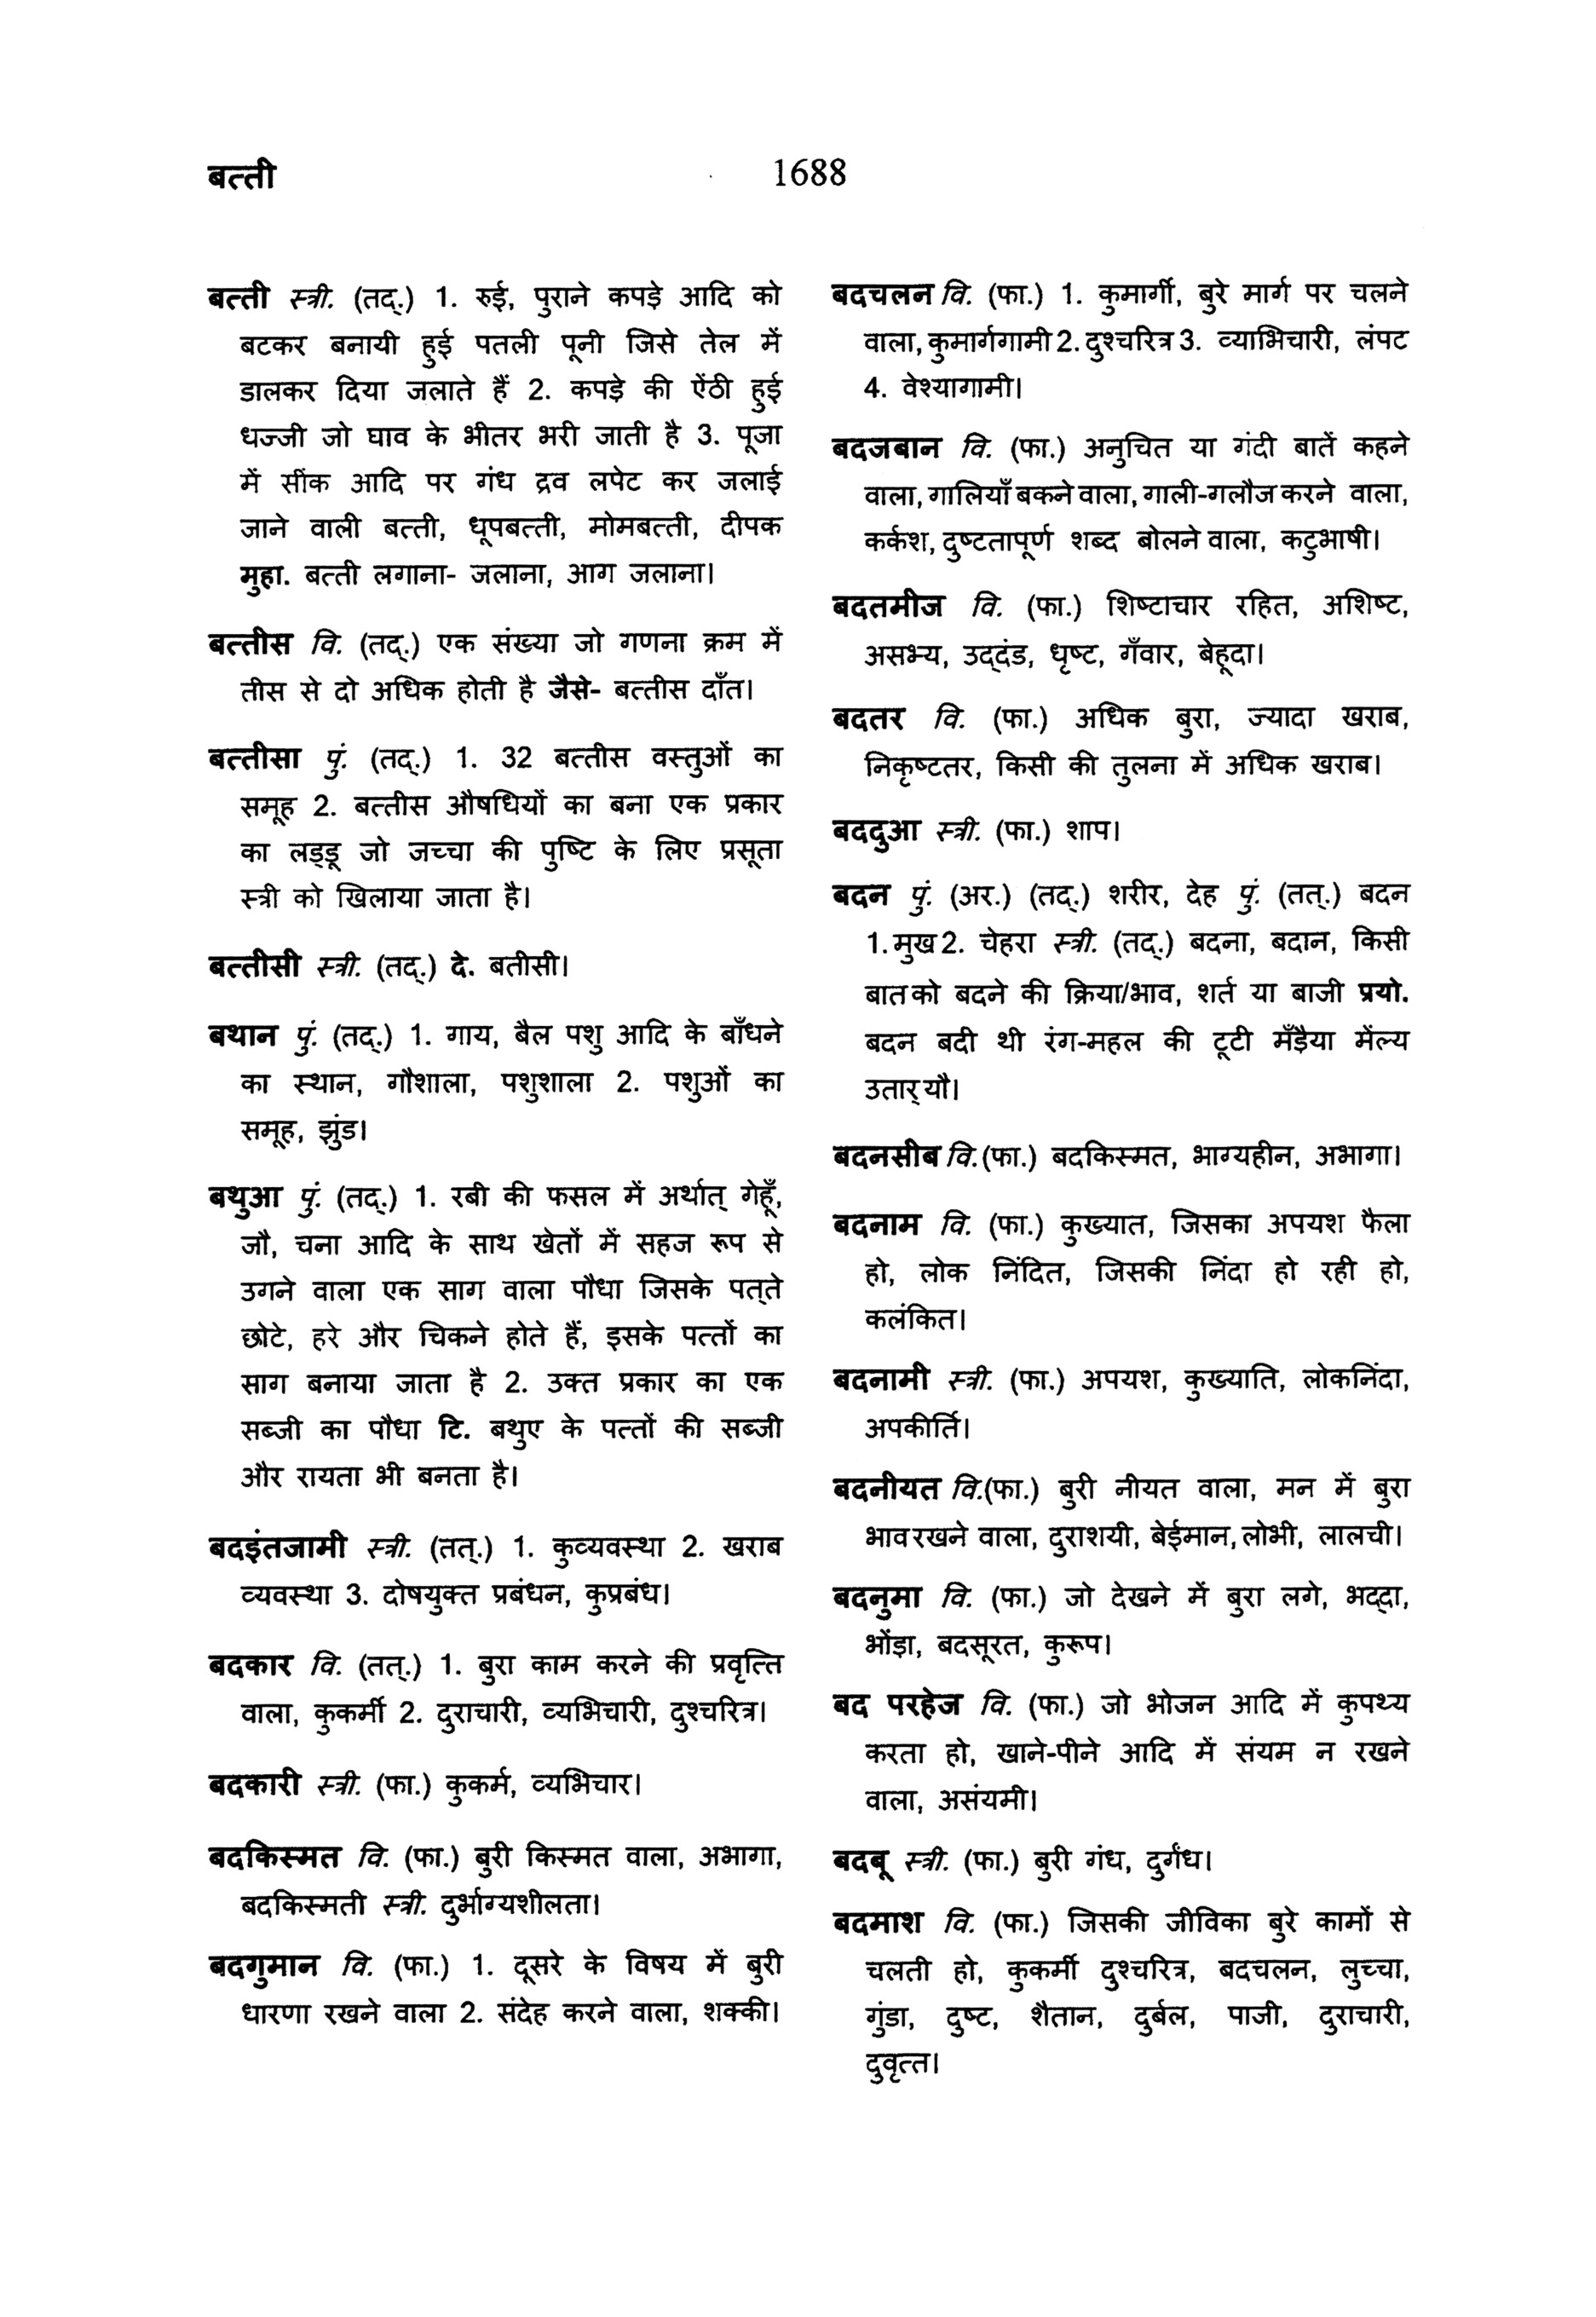 बत्ती
1688
बत्ती स्त्री. (तद्.) 1. रुई, पुराने कपड़े आदि को
बटकर बनायी हुई पतली पूनी जिसे तेल में
डालकर दिया जलाते हैं 2. कपड़े की ऐंठी हुई
धज्जी जो घाव के भीतर भरी जाती है 3. पूजा
में सींक आदि पर गंध द्रव लपेट कर जलाई
जाने वाली बत्ती, धूपबत्ती, मोमबत्ती, दीपक
मुहा. बत्ती लगाना- जलाना, आग जलाना।
बत्तीस वि. (तद्.) एक संख्या जो गणना क्रम में
तीस से दो अधिक होती है जैसे- बत्तीस दाँत।
बत्तीसा पुं. (तद्.) 1. 32 बत्तीस वस्तुओं का
समूह 2. बत्तीस औषधियों का बना एक प्रकार
का लड्डू जो जच्चा की पुष्टि के लिए प्रसूता
स्त्री को खिलाया जाता है।
बत्तीसी स्त्री. (तद्.) दे. बतीसी।
बथान पुं. (तद्.) 1. गाय, बैल पशु आदि के बाँधने
का स्थान, गौशाला, पशुशाला 2. पशुओं का
समूह, झुंड।
बथुआ पुं. (तद्.) 1. रबी की फसल में अर्थात् गेहूँ,
जौ, चना आदि के साथ खेतों में सहज रूप से
उगने वाला एक साग वाला पौधा जिसके पत्ते
छोटे, हरे और चिकने होते हैं, इसके पत्तों का
साग बनाया जाता है 2. उक्त प्रकार का एक
सब्जी का पौधा टि. बथुए के पत्तों की सब्जी
और रायता भी बनता है।
बदइंतजामी स्त्री. (तत्.) 1. कुव्यवस्था 2. खराब
व्यवस्था 3. दोषयुक्त प्रबंधन, कुप्रबंध।
बदकार वि. (तत्.) 1. बुरा काम करने की प्रवृत्ति
वाला, कुकर्मी 2. दुराचारी, व्यभिचारी, दुश्चरित्र।
बदकारी स्त्री. (फा.) कुकर्म, व्यभिचार।
बदकिस्मत वि. (फा.) बुरी किस्मत वाला, अभागा,
बदकिस्मती स्त्री. दुर्भाग्यशीलता।
बदगुमान वि. (फा.) 1. दूसरे के विषय में बुरी
धारणा रखने वाला 2. संदेह करने वाला, शक्की।
बदचलन वि. (फा.) 1. कुमार्गी, बुरे मार्ग पर चलने
वाला, कुमार्गगामी 2. दुश्चरित्र 3. व्याभिचारी, लंपट
4. वेश्यागामी।
बदजबान वि. (फा.) अनुचित या गंदी बातें कहने
वाला, गालियाँ बकने वाला, गाली-गलौज करने वाला,
कर्कश, दुष्टतापूर्ण शब्द बोलने वाला, कटुभाषी।
बदतमीज वि. (फा.) शिष्टाचार रहित, अशिष्ट,
असभ्य, उद्दंड, धृष्ट, गँवार, बेहूदा।
बदतर वि. (फा.) अधिक बुरा, ज्यादा खराब,
निकृष्टतर, किसी की तुलना में अधिक खराब।
बददुआ स्त्री. (फा.) शाप।
बदन पुं. (अर.) (तद्.) शरीर, देह पुं. (तत्.) बदन
1. मुख 2. चेहरा स्त्री. (तद्.) बदना, बदान, किसी
बात को बदने की क्रिया/भाव, शर्त या बाजी प्रयो.
बदन बदी थी रंग-महल की टूटी मँड़ैया मेंल्य
उतार्‌यौ।
बदनसीब वि. (फा.) बदकिस्मत, भाग्यहीन, अभागा।
बदनाम वि. (फा.) कुख्यात, जिसका अपयश फैला
हो, लोक निंदित, जिसकी निंदा हो रही हो,
कलंकित।
बदनामी स्त्री. (फा.) अपयश, कुख्याति, लोकनिंदा,
अपकीर्ति।
बदनीयत वि.(फा.) बुरी नीयत वाला, मन में बुरा
भाव रखने वाला, दुराशयी, बेईमान, लोभी, लालची।
बदनुमा वि. (फा.) जो देखने में बुरा लगे, भद्दा,
भोंड़ा, बदसूरत, कुरूप।
बद परहेज वि. (फा.) जो भोजन आदि में कुपथ्य
करता हो, खाने-पीने आदि में संयम न रखने
वाला, असंयमी।
बदबू स्त्री. (फा.) बुरी गंध, दुर्गंध।
बदमाश वि. (फा.) जिसकी जीविका बुरे कामों से
चलती हो, कुकर्मी दुश्चरित्र, बदचलन, लुच्चा,
गुंडा, दुष्ट, शैतान, दुर्बल, पाजी, दुराचारी,
दुवृत्त।